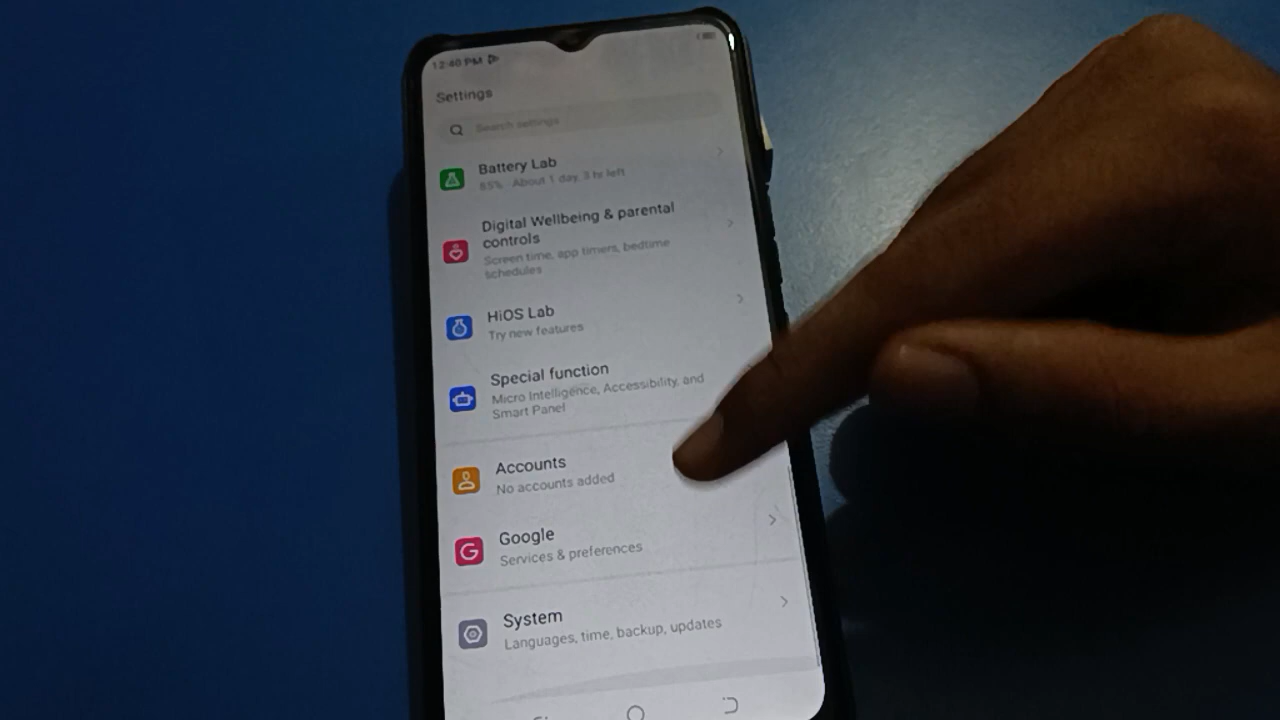 12:40 PM
Settings
Search settings
Battery Lab
85% - About 1 day, 3 hr left
Digital Wellbeing & parental
controls
Screen time, app timers, bedtime
schedules
HiOS Lab
Try new features
Special function
Micro Intelligence, Accessibility, and
Smart Panel
Accounts
No accounts added
Google
Services & preferences
System
Languages, time, backup, updates